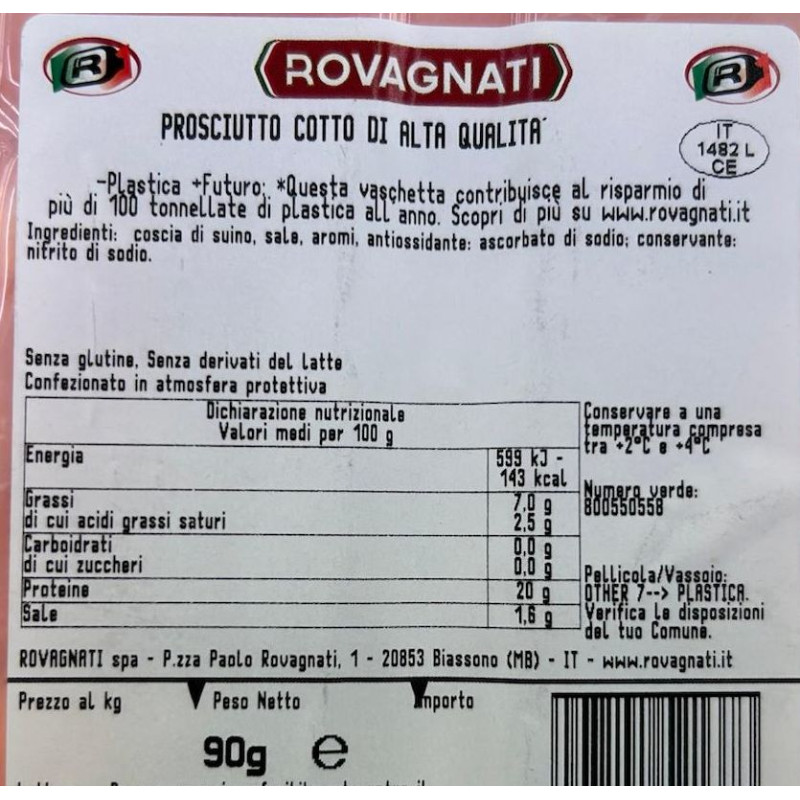 R
ROVAGNATI
R
PROSCIUTTO COTTO DI ALTA QUALITA´
IT
1482 L
CE
-Plastica +Futuro: *Questa vaschetta contribuisce al risparmio di
più di 100 tonnellate di plastica all'anno. Scopri di più su www.rovagnati.it
Ingredienti: coscia di suino, sale, aromi, antiossidante: ascorbato di sodio; conservante:
nifrito di sodio.
Senza glutine, Senza derivati del Latte
Confezionato in atmosfera protettiva
Dichiarazione nutrizionale
Valori medi per 100 g
Energia 599 kJ -
143 kcal
Grassi 7,0 g
di cui acidi grassi saturi 2,5 g
Carboidrati 0,0 g
di cui zuccheri 0,0 g
Proteine 20 g
Sale 1,6 g
Conservare a una
temperatura compresa
tra +2°C e +4°C
Numero verde:
800550558
Pellicola/Vassoio:
OTHER 7--> PLASTICA.
Verifica le disposizioni
del tuo Comune.
ROVAGNATI spa - P.zza Paolo Rovagnati, 1 - 20853 Biassono (MB) - IT - www.rovagnati.it
Prezzo al kg Peso Netto Importo
90g e